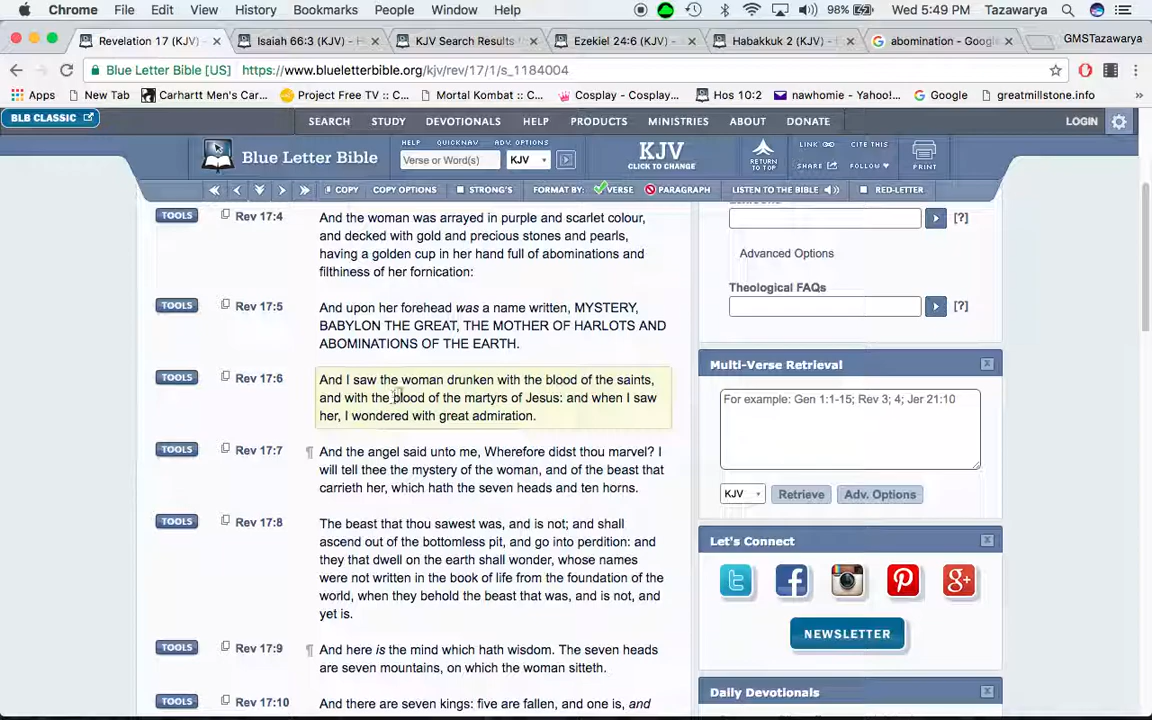 Chrome File Edit View History Bookmarks People Window Help 98% Wed 5:49 PM Tazawarya
Revelation 17 (KJV) - × Isaiah 66:3 (KJV) - H × KJV Search Results × Ezekiel 24:6 (KJV) - × Habakkuk 2 (KJV) - × abomination - Google × GMSTazawarya
Blue Letter Bible [US] https://www.blueletterbible.org/kjv/rev/17/1/s_1184004
Apps New Tab Carhartt Men's Car... Project Free TV :: C... Mortal Kombat :: C... Cosplay - Cosplay... Hos 10:2 nawhomie - Yahoo!... Google greatmillstone.info »
BLB CLASSIC SEARCH STUDY DEVOTIONALS HELP PRODUCTS MINISTRIES ABOUT DONATE LOGIN
HELP QUICKNAV ADV. OPTIONS
Blue Letter Bible Verse or Word(s) KJV KJV CLICK TO CHANGE RETURN TO TOP LINK CITE THIS SHARE FOLLOW PRINT
COPY COPY OPTIONS STRONG'S FORMAT BY: VERSE PARAGRAPH LISTEN TO THE BIBLE RED-LETTER
TOOLS Rev 17:4 And the woman was arrayed in purple and scarlet colour,
and decked with gold and precious stones and pearls,
having a golden cup in her hand full of abominations and
filthiness of her fornication:
TOOLS Rev 17:5 And upon her forehead was a name written, MYSTERY,
BABYLON THE GREAT, THE MOTHER OF HARLOTS AND
ABOMINATIONS OF THE EARTH.
TOOLS Rev 17:6 And I saw the woman drunken with the blood of the saints,
and with the blood of the martyrs of Jesus: and when I saw
her, I wondered with great admiration.
TOOLS Rev 17:7 ¶ And the angel said unto me, Wherefore didst thou marvel? I
will tell thee the mystery of the woman, and of the beast that
carrieth her, which hath the seven heads and ten horns.
TOOLS Rev 17:8 The beast that thou sawest was, and is not; and shall
ascend out of the bottomless pit, and go into perdition: and
they that dwell on the earth shall wonder, whose names
were not written in the book of life from the foundation of the
world, when they behold the beast that was, and is not, and
yet is.
TOOLS Rev 17:9 ¶ And here is the mind which hath wisdom. The seven heads
are seven mountains, on which the woman sitteth.
TOOLS Rev 17:10 And there are seven kings: five are fallen, and one is, and
[?]
Advanced Options
Theological FAQs
[?]
Multi-Verse Retrieval
For example: Gen 1:1-15; Rev 3; 4; Jer 21:10
KJV Retrieve Adv. Options
Let's Connect
NEWSLETTER
Daily Devotionals